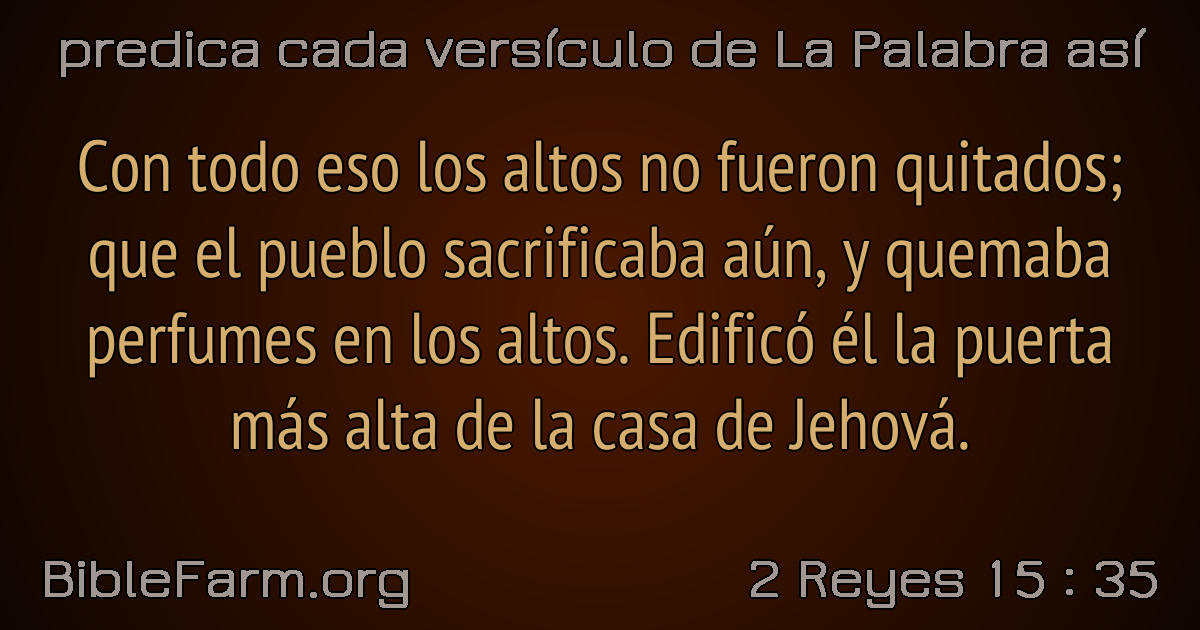 predica cada versículo de La Palabra así
Con todo eso los altos no fueron quitados;
que el pueblo sacrificaba aún, y quemaba
perfumes en los altos. Edificó él la puerta
más alta de la casa de Jehová.
BibleFarm.org
2 Reyes 15 : 35